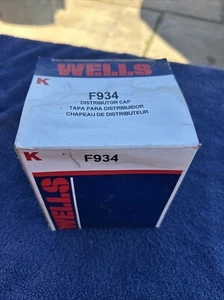 WELLS
F934
DISTRIBUTOR CAP
TAPA PARA DISTRIBUIDOR
CHAPEAU DE DISTRIBUTEUR
K
K
F934
WELLS